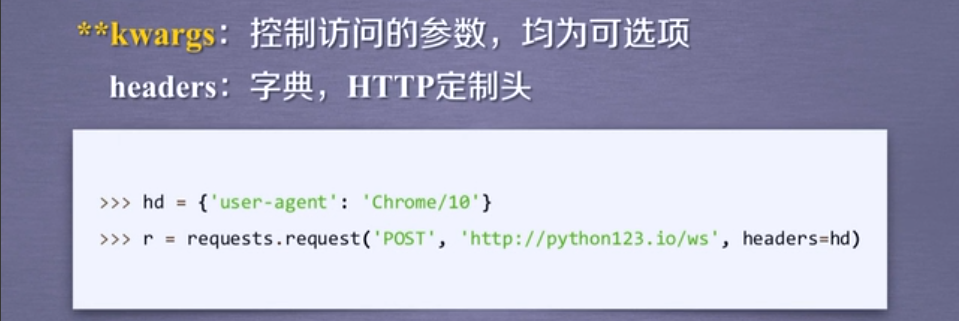 **kwargs：控制访问的参数，均为可选项
headers：字典，HTTP定制头
>>> hd = {'user-agent': 'Chrome/10'}
>>> r = requests.request('POST', 'http://python123.io/ws', headers=hd)